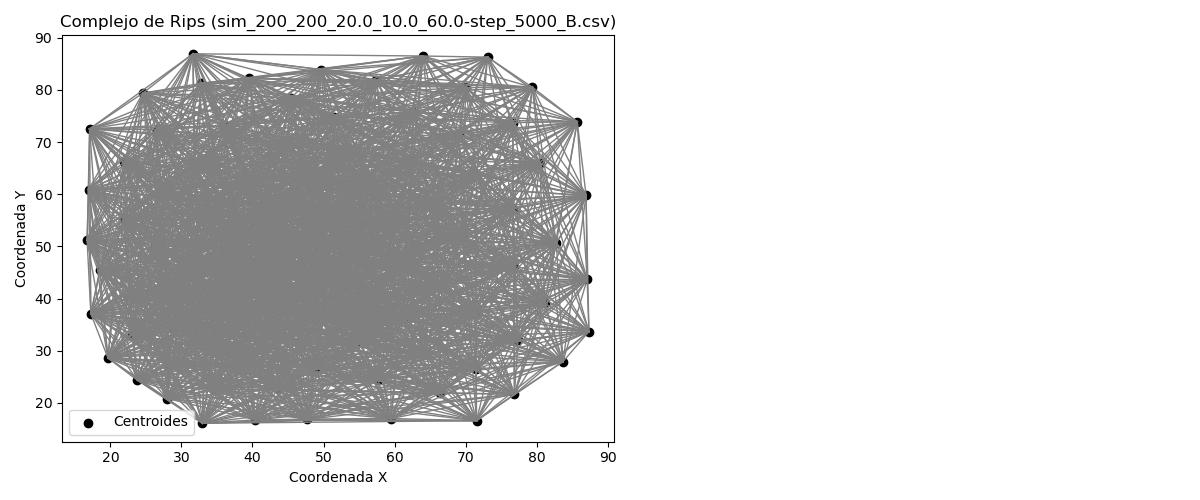 Complejo de Rips (sim_200_200_20.0_10.0_60.0-step_5000_B.csv)
90
80
70
60
50
40
30
20
Coordenada Y
Centroides
20 30 40 50 60 70 80 90
Coordenada X